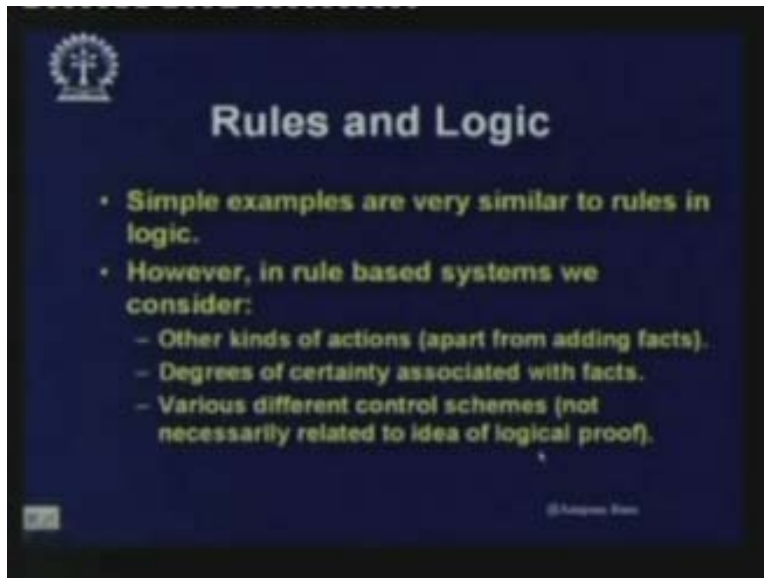 Rules and Logic
• Simple examples are very similar to rules in
logic.
• However, in rule based systems we
consider:
– Other kinds of actions (apart from adding facts).
– Degrees of certainty associated with facts.
– Various different control schemes (not
necessarily related to idea of logical proof).